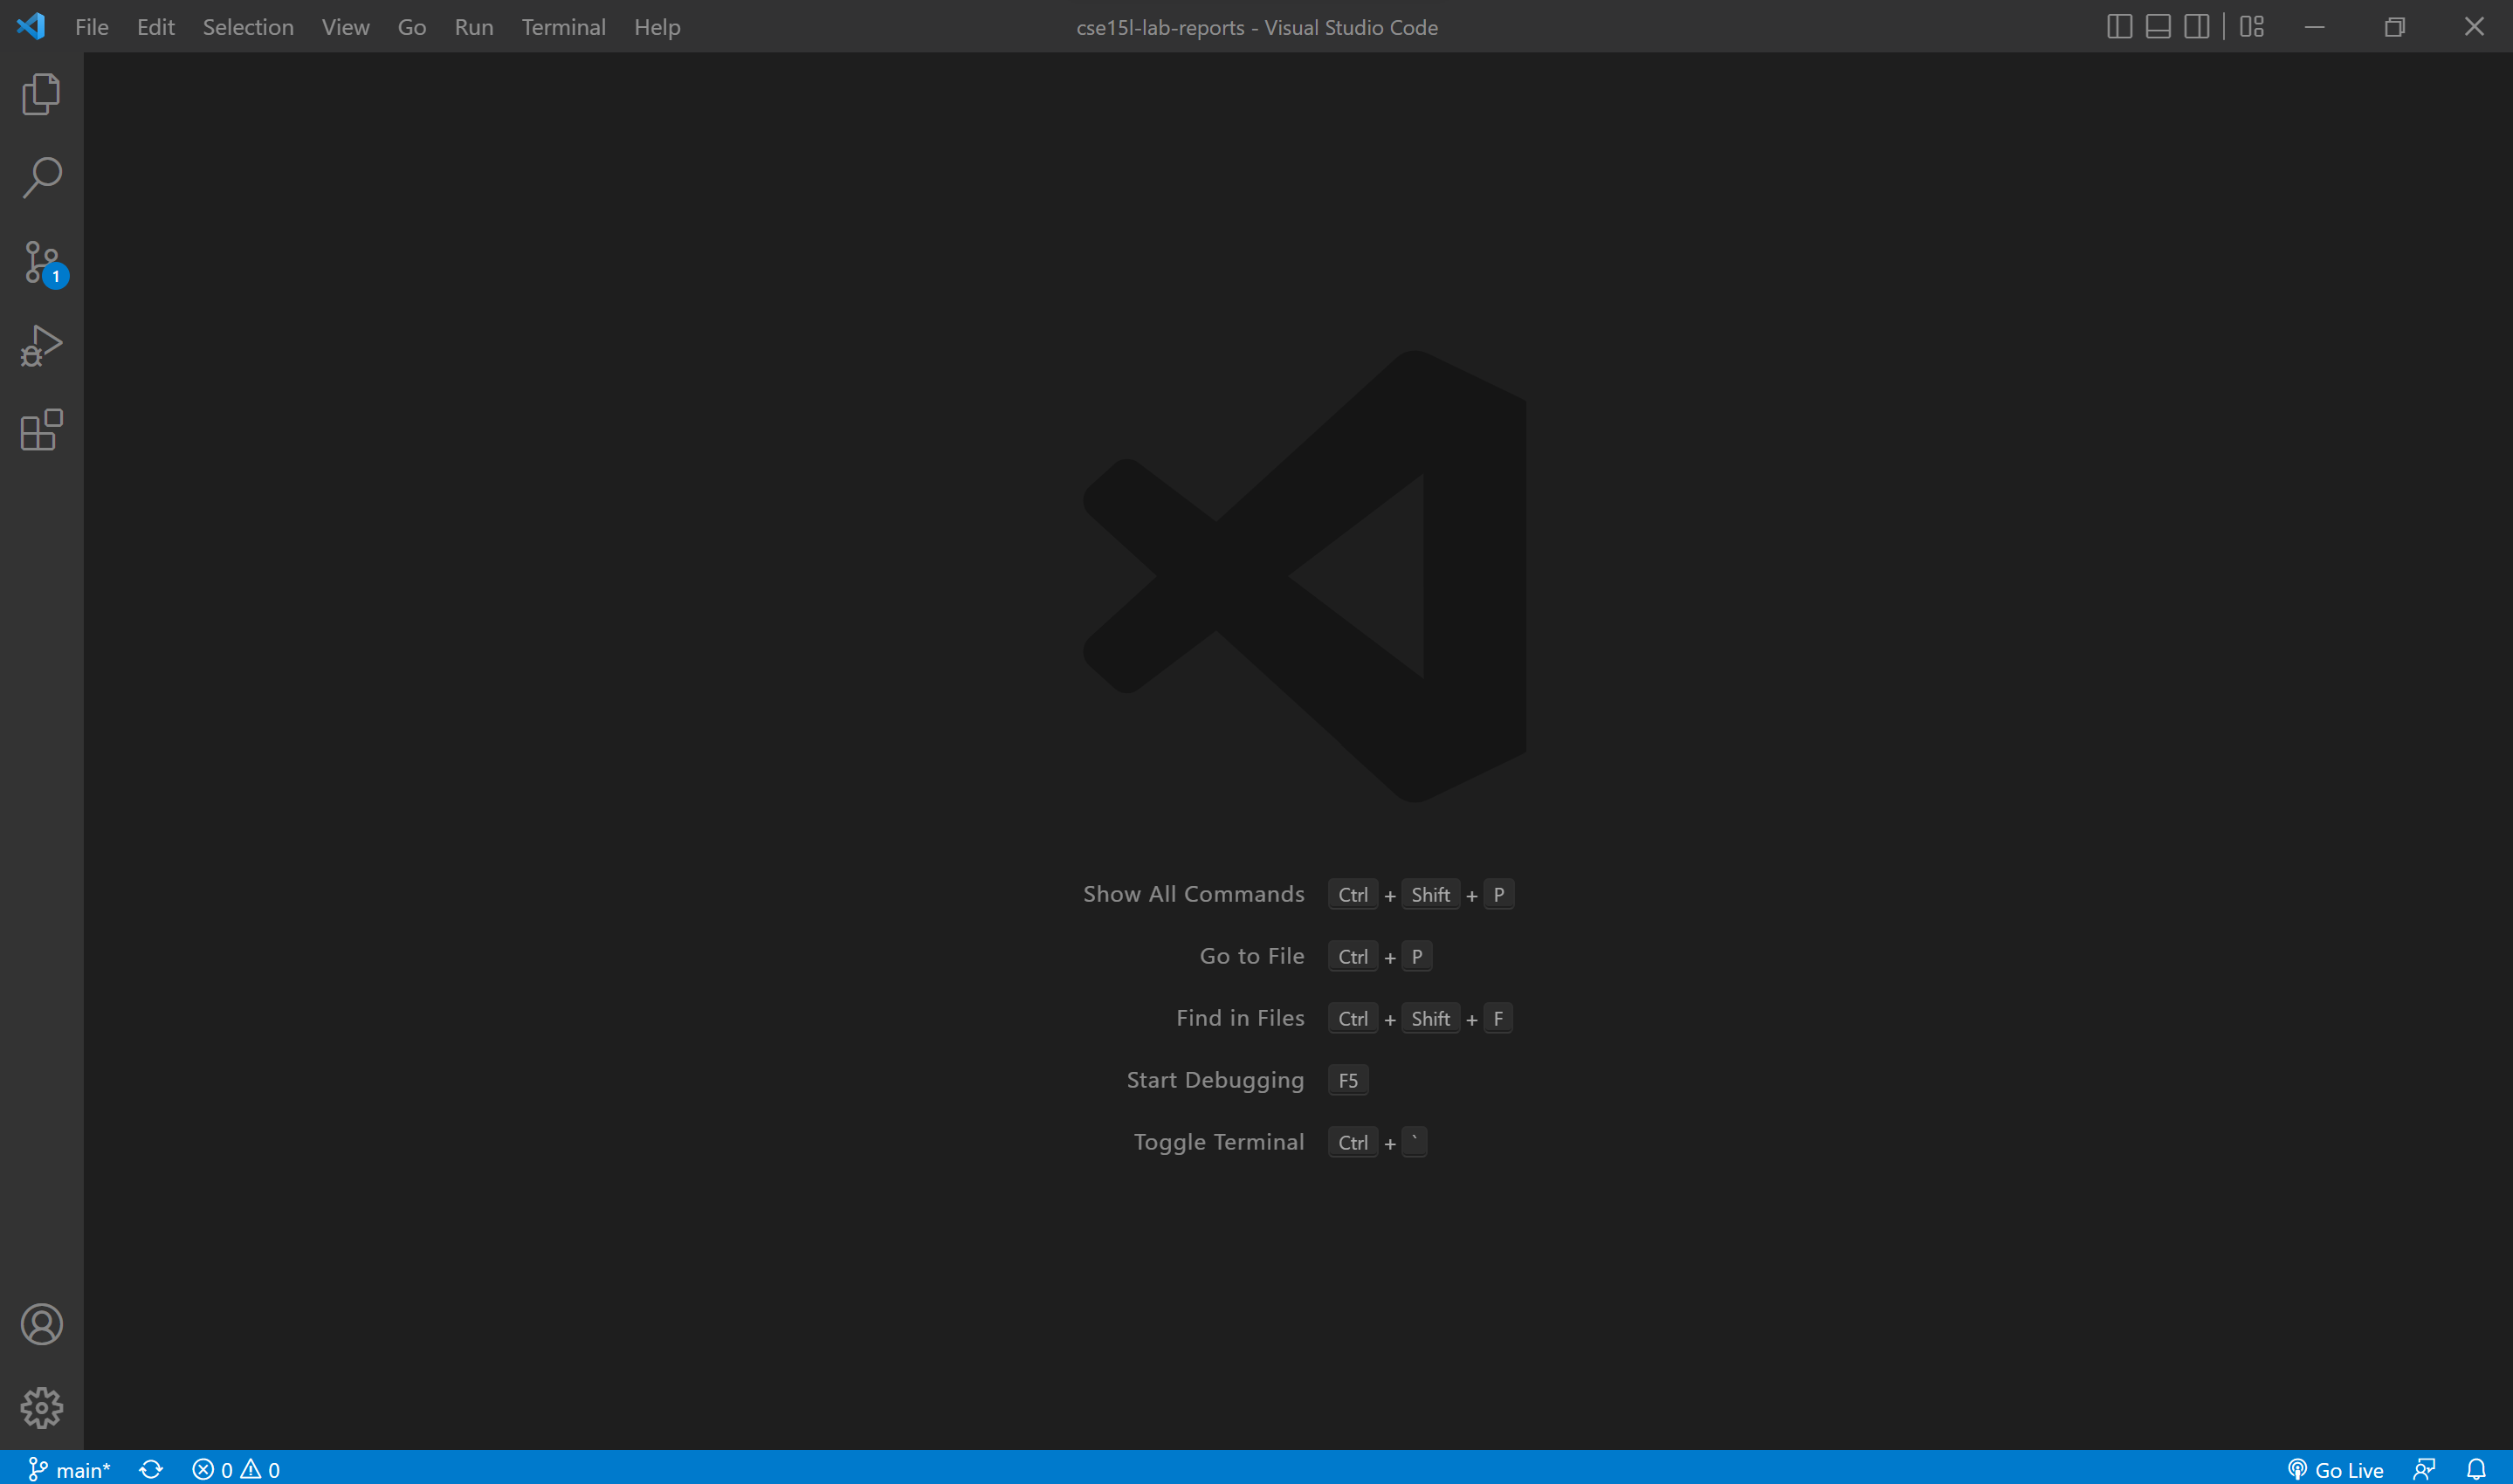 File Edit Selection View Go Run Terminal Help cse15l-lab-reports - Visual Studio Code
1
Show All Commands Ctrl + Shift + P
Go to File Ctrl + P
Find in Files Ctrl + Shift + F
Start Debugging F5
Toggle Terminal Ctrl + `
main* 0 0 Go Live